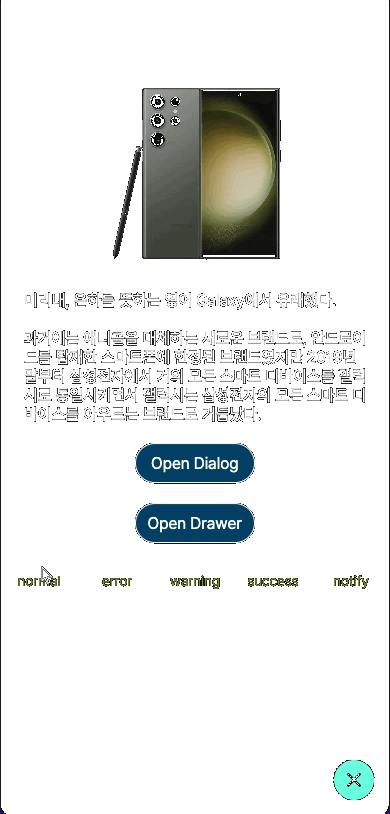 미리내, 은하를 뜻하는 영어 Galaxy에서 유래했다.
과거에는 애니콜을 대체하는 새로운 브랜드로, 안드로이
드를 탑재한 스마트폰에 한정된 브랜드였지만 2010년
말부터 삼성전자에서 거의 모든 스마트 디바이스를 갤럭
시로 통일시키면서 갤럭시는 삼성전자의 모든 스마트 디
바이스를 아우르는 브랜드로 거듭났다.
Open Dialog
Open Drawer
normal error warning success notify